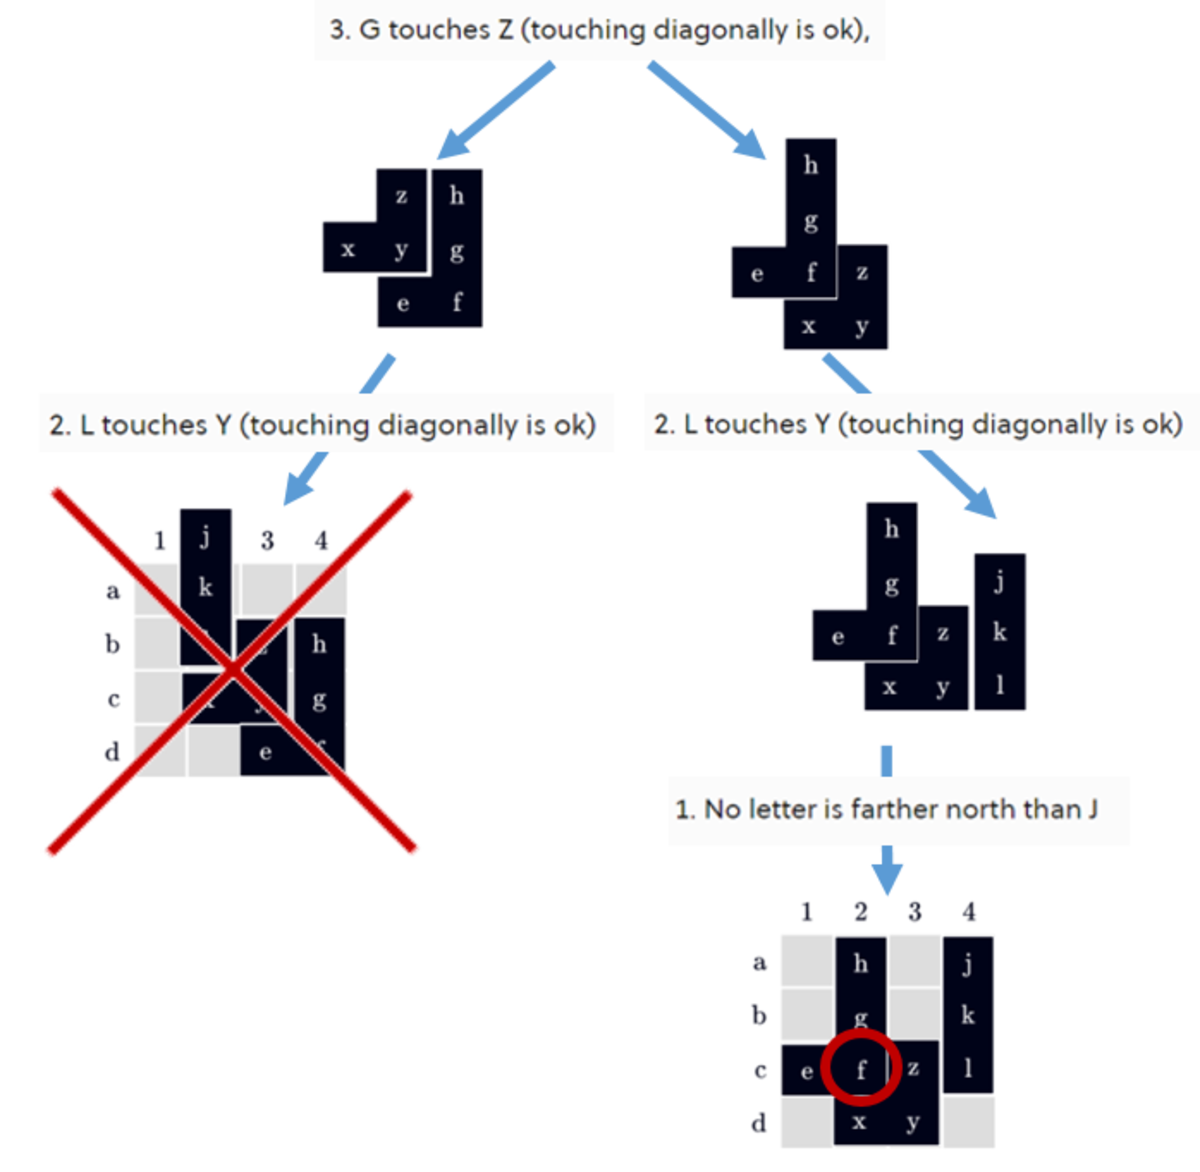 3. G touches Z (touching diagonally is ok),
z h
x y g
e f
h
g
e f z
x y
2. L touches Y (touching diagonally is ok)
2. L touches Y (touching diagonally is ok)
1 j 3 4
a k
b h
c g
d e
h
g j
e f z k
x y l
1. No letter is farther north than J
1 2 3 4
a h j
b g k
c e f z l
d x y